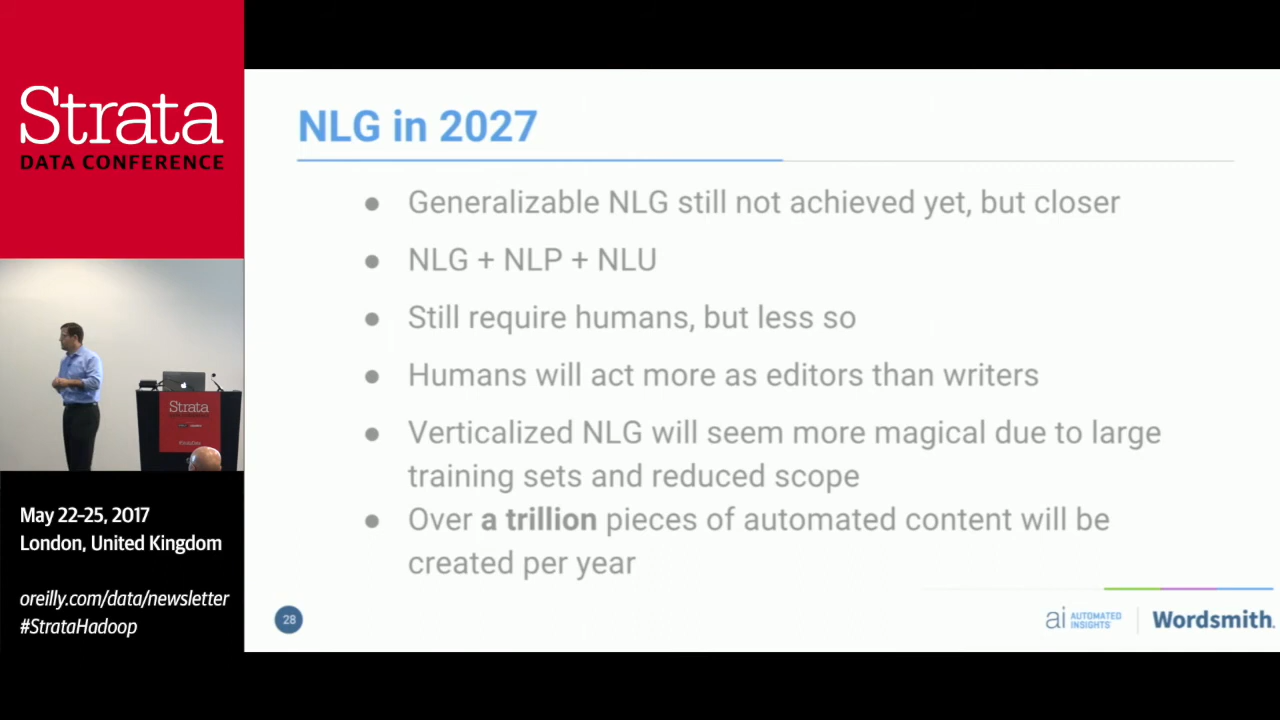 Strata
DATA CONFERENCE
NLG in 2027
● Generalizable NLG still not achieved yet, but closer
● NLG + NLP + NLU
● Still require humans, but less so
● Humans will act more as editors than writers
● Verticalized NLG will seem more magical due to large
training sets and reduced scope
● Over a trillion pieces of automated content will be
created per year
Strata
May 22-25, 2017
London, United Kingdom
oreilly.com/data/newsletter
#StrataHadoop
28
ai AUTOMATED
INSIGHTS
Wordsmith.